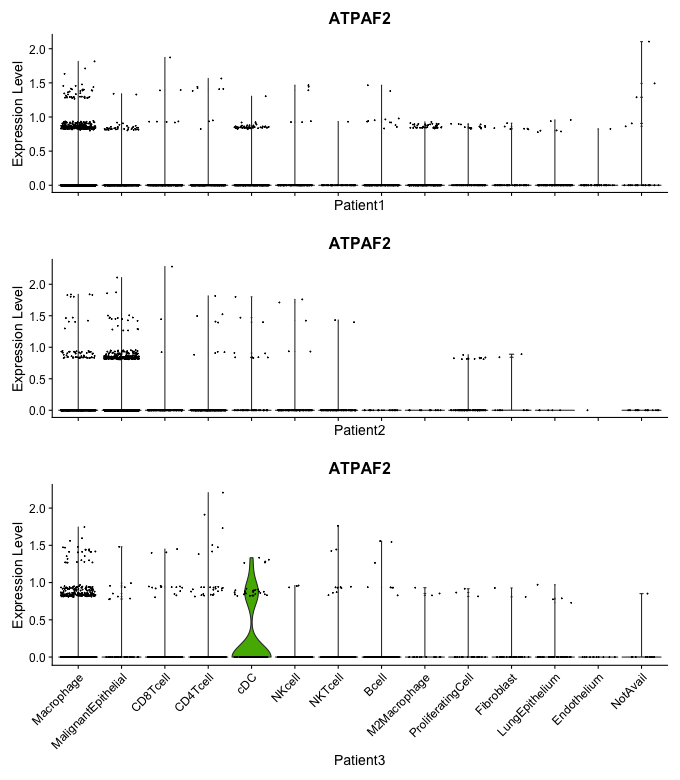 ATPAF2
Expression Level
2.0
1.5
1.0
0.5
0.0
Patient1
ATPAF2
Expression Level
2.0
1.5
1.0
0.5
0.0
Patient2
ATPAF2
Expression Level
2.0
1.5
1.0
0.5
0.0
Macrophage
MalignantEpithelial
CD8Tcell
CD4Tcell
cDC
NKcell
NKTcell
Bcell
M2Macrophage
ProliferatingCell
Fibroblast
LungEpithelium
Endothelium
NotAvail
Patient3